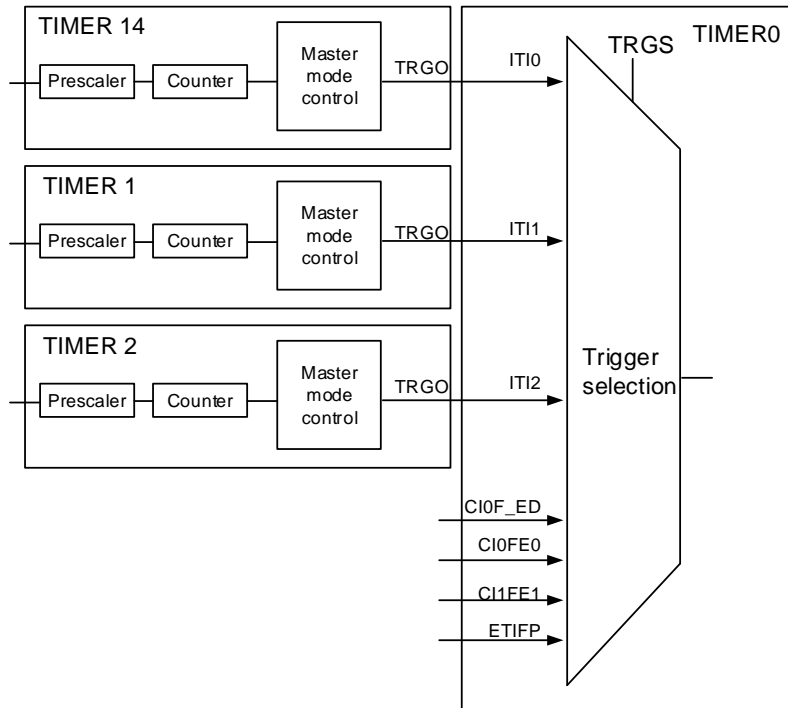 TIMER 14
Prescaler
Counter
Master
mode
control
TRGO
ITI0
TIMER 1
Prescaler
Counter
Master
mode
control
TRGO
ITI1
TIMER 2
Prescaler
Counter
Master
mode
control
TRGO
ITI2
CI0F_ED
CI0FE0
CI1FE1
ETIFP
TIMER0
TRGS
Trigger
selection